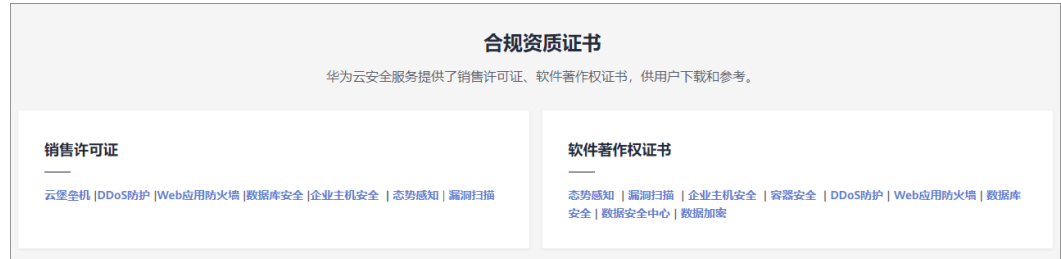 合规资质证书
华为云安全服务提供了销售许可证、软件著作权证书，供用户下载和参考。
销售许可证
云堡垒机 |DDoS防护 |Web应用防火墙 |数据库安全 |企业主机安全 | 态势感知 | 漏洞扫描
软件著作权证书
态势感知 | 漏洞扫描 | 企业主机安全 | 容器安全 | DDoS防护 | Web应用防火墙 | 数据库
安全 | 数据安全中心 | 数据加密